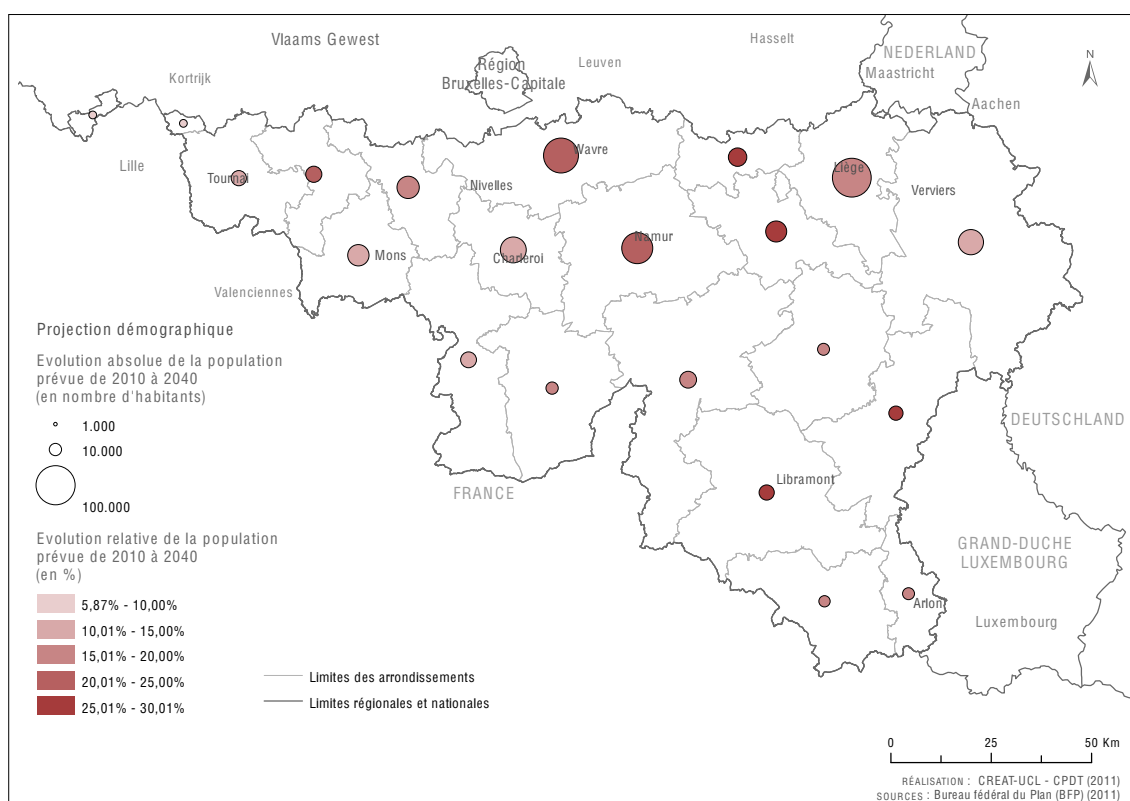 Vlaams Gewest
Hasselt
NEDERLAND
Maastricht
N
Région
Bruxelles-Capitale
Leuven
Kortrijk
Aachen
Lille
Wavre
Liège
Tournai
Nivelles
Verviers
Mons
Charleroi
Namur
Valenciennes
Projection démographique
Evolution absolue de la population
prévue de 2010 à 2040
(en nombre d'habitants)
1.000
10.000
100.000
DEUTSCHLAND
FRANCE
Libramont
Evolution relative de la population
prévue de 2010 à 2040
(en %)
5,87% - 10,00%
10,01% - 15,00%
15,01% - 20,00%
20,01% - 25,00%
25,01% - 30,01%
GRAND-DUCHE
LUXEMBOURG
Arlon
Luxembourg
Limites des arrondissements
Limites régionales et nationales
0 25 50 Km
RÉALISATION : CREAT-UCL - CPDT (2011)
SOURCES : Bureau fédéral du Plan (BFP) (2011)